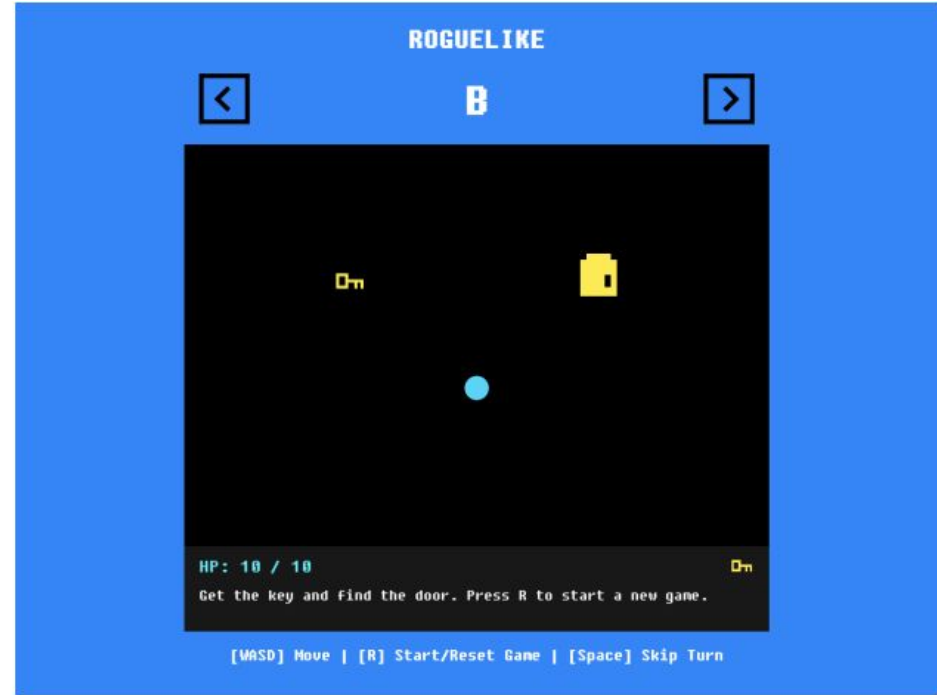 ROGUELIKE
< B >
HP: 10 / 10
Get the key and find the door. Press R to start a new game.
[WASD] Move | [R] Start/Reset Game | [Space] Skip Turn